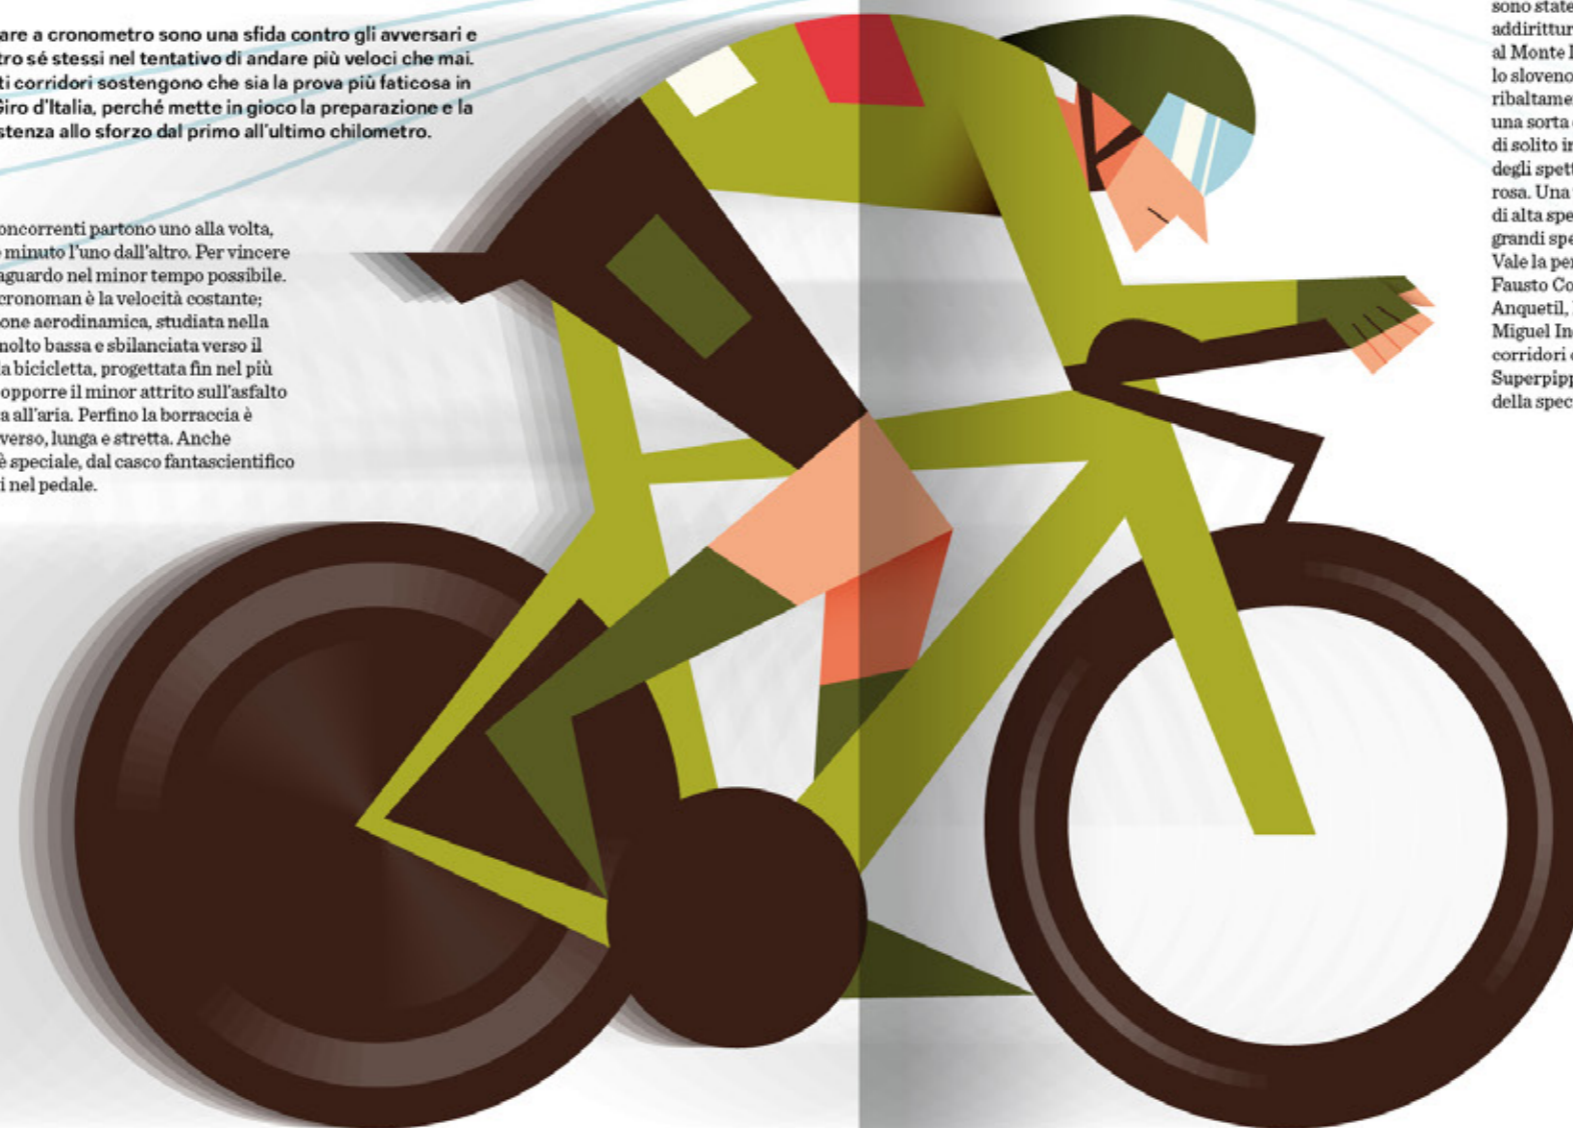 are a cronometro sono una sfida contro gli avversari e
tro sé stessi nel tentativo di andare più veloci che mai.
ti corridori sostengono che sia la prova più faticosa in
Giro d'Italia, perché mette in gioco la preparazione e la
stenza allo sforzo dal primo all'ultimo chilometro.
oncorrenti partono uno alla volta,
minuto l'uno dall'altro. Per vincere
aguardo nel minor tempo possibile.
cronoman è la velocità costante;
one aerodinamica, studiata nella
molto bassa e sbilanciata verso il
la bicicletta, progettata fin nel più
opporre il minor attrito sull'asfalto
a all'aria. Perfino la borraccia è
verso, lunga e stretta. Anche
è speciale, dal casco fantascientifico
i nel pedale.
sono state
addirittur
al Monte
lo sloveno
ribaltame
una sorta
di solito in
degli spett
rosa. Una
di alta spe
grandi spe
Vale la per
Fausto Co
Anquetil,
Miguel In
corridori
Superpipp
della spec